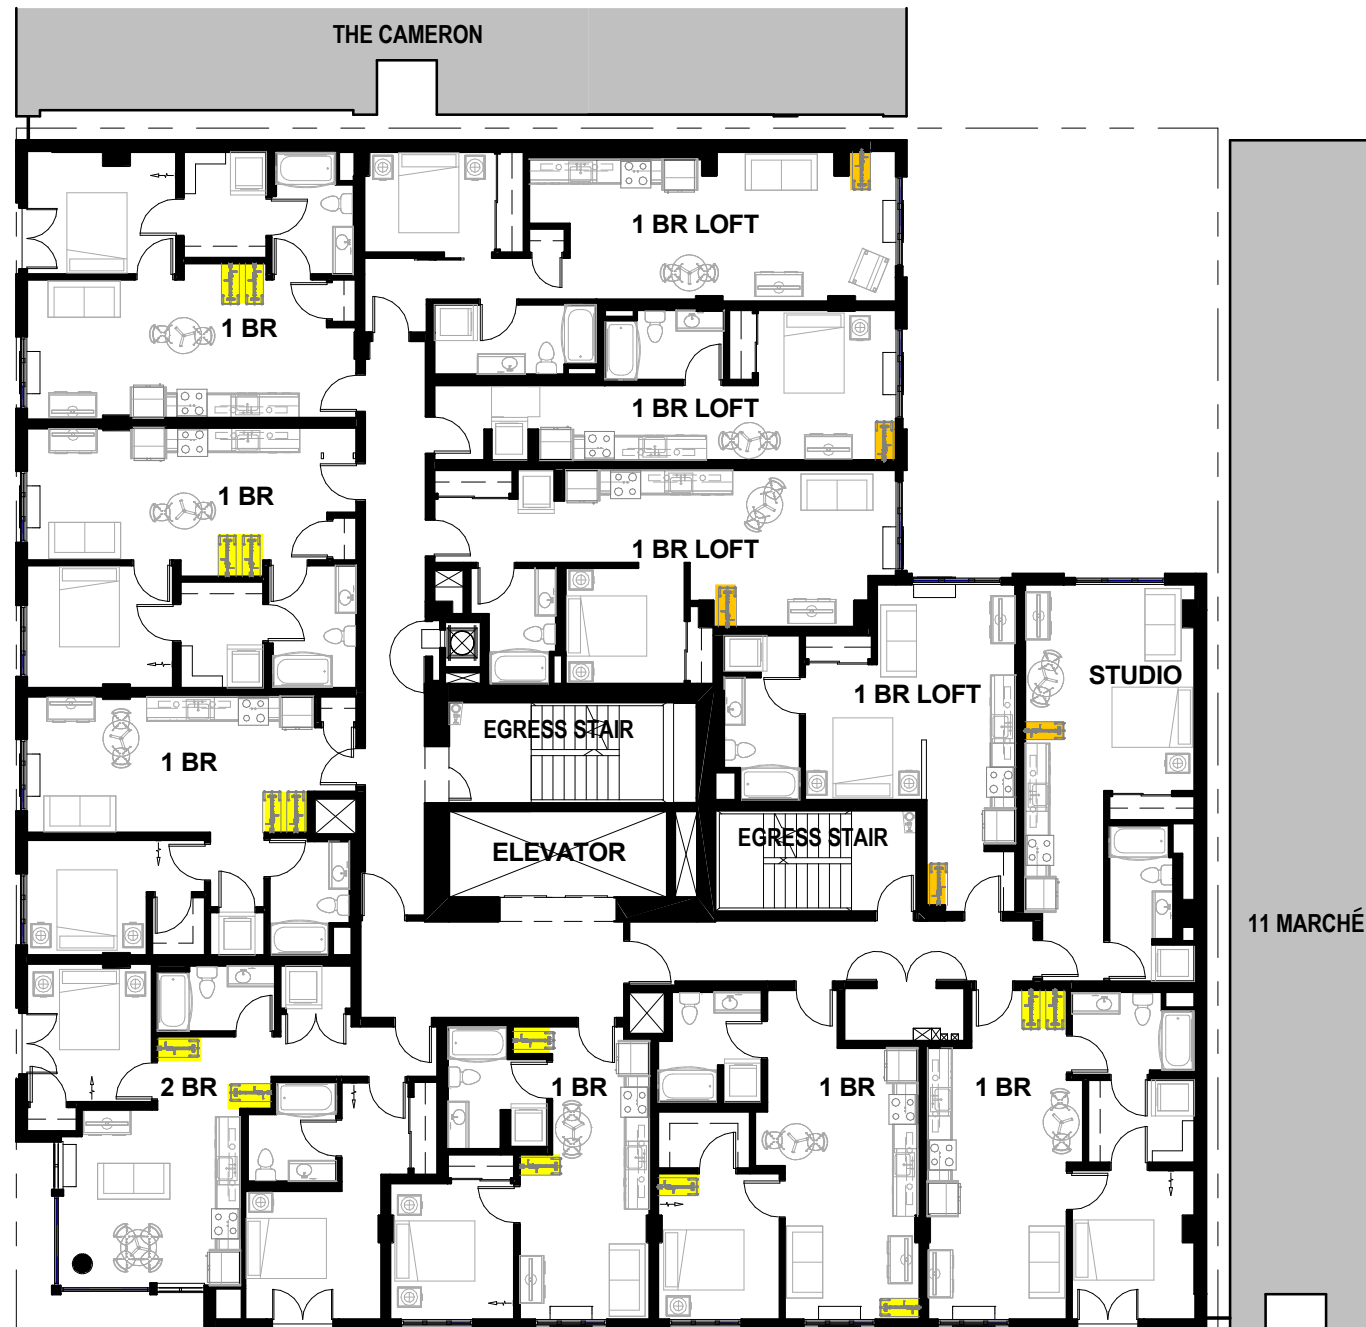 THE CAMERON
1 BR LOFT
1 BR
1 BR LOFT
1 BR
1 BR LOFT
STUDIO
1 BR LOFT
EGRESS STAIR
1 BR
EGRESS STAIR
ELEVATOR
11 MARCHÉ
2 BR
1 BR
1 BR
1 BR